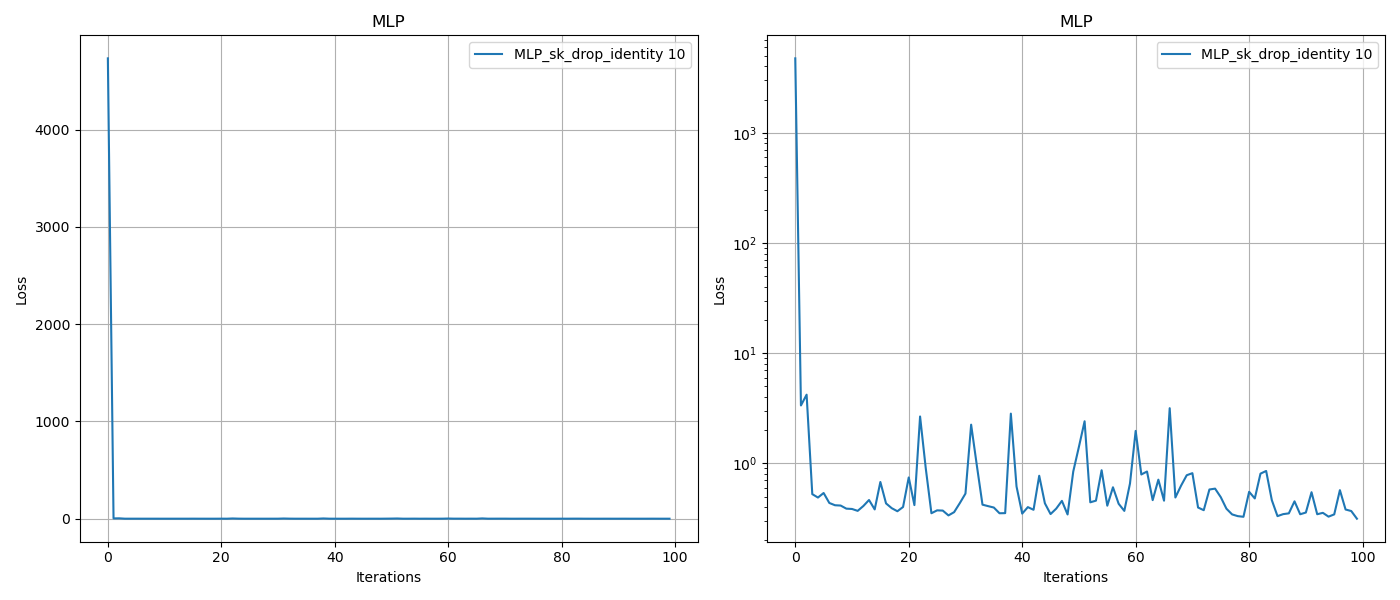 MLP
MLP_sk_drop_identity 10
Loss
4000
3000
2000
1000
0
0 20 40 60 80 100
Iterations
MLP
MLP_sk_drop_identity 10
Loss
10³
10²
10¹
10⁰
0 20 40 60 80 100
Iterations